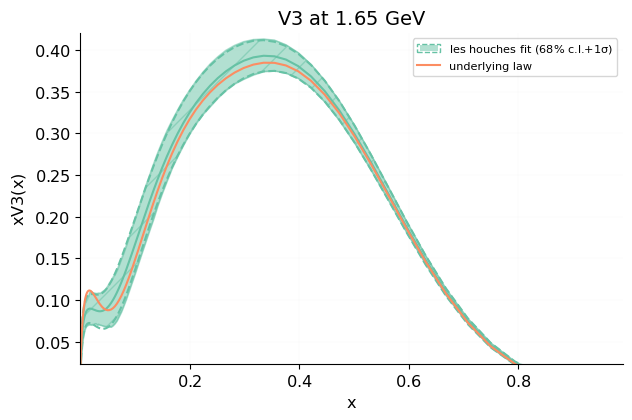 V3 at 1.65 GeV
les houches fit (68% c.l.+1σ)
underlying law
xV3(x)
0.40
0.35
0.30
0.25
0.20
0.15
0.10
0.05
0.2
0.4
0.6
0.8
x